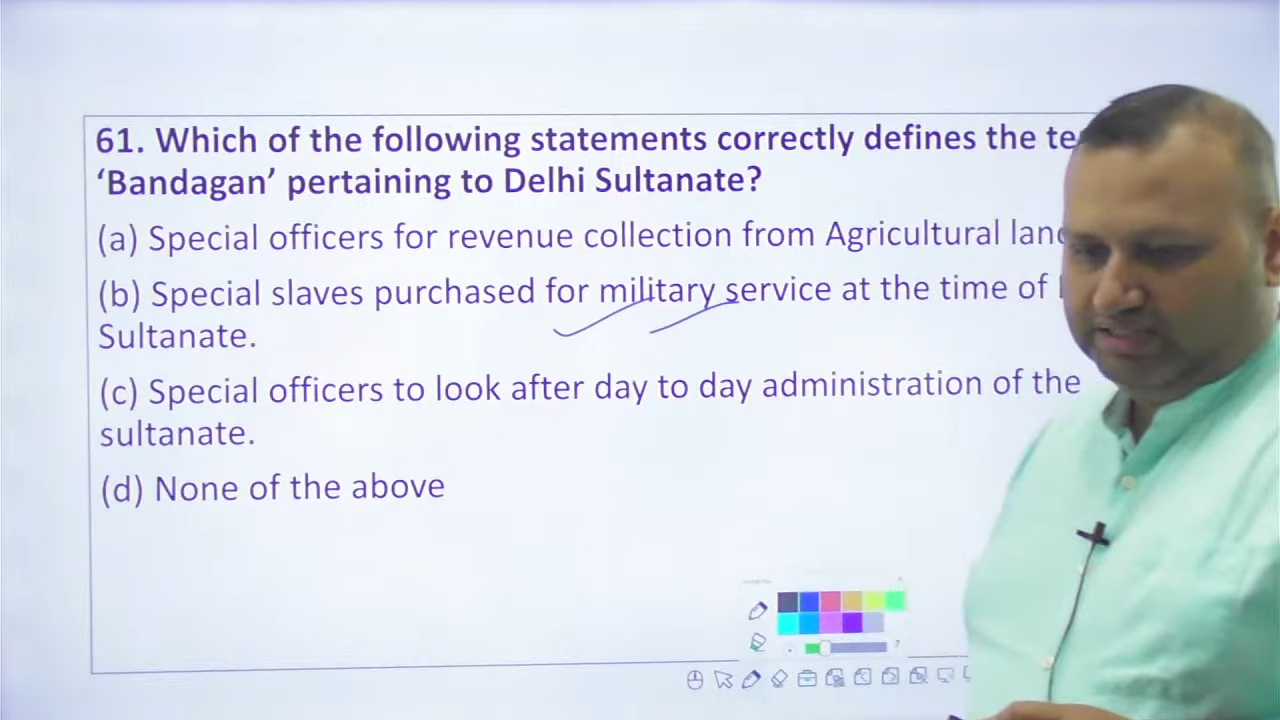 61. Which of the following statements correctly defines the
‘Bandagan’ pertaining to Delhi Sultanate?
(a) Special officers for revenue collection from Agricultural
(b) Special slaves purchased for military service at the time of
Sultanate.
(c) Special officers to look after day to day administration of the
sultanate.
(d) None of the above